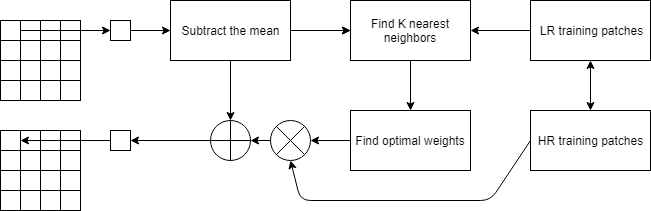 Subtract the mean
Find K nearest
neighbors
LR training patches
Find optimal weights
HR training patches